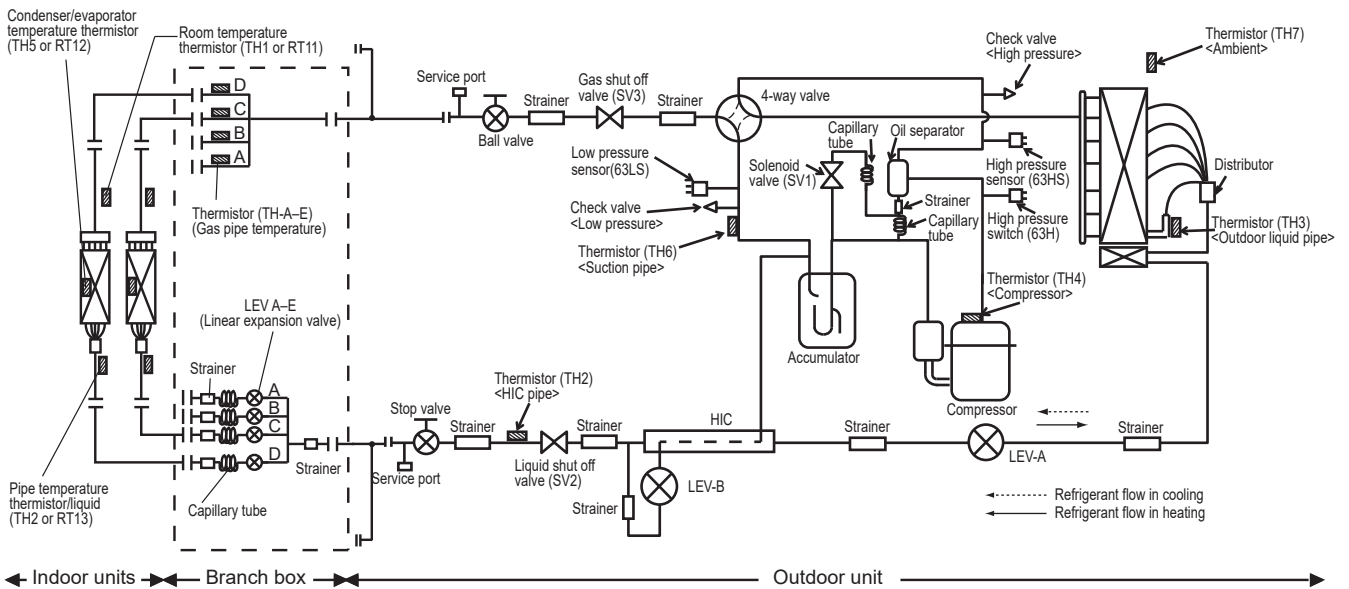 Condenser/evaporator
temperature thermistor
(TH5 or RT12)
Room temperature
thermistor (TH1 or RT11)
D
C
B
A
Thermistor (TH-A–E)
(Gas pipe temperature)
LEV A–E
(Linear expansion valve)
Strainer
A
B
C
D
Strainer
Capillary tube
Pipe temperature
thermistor/liquid
(TH2 or RT13)
Service port
Ball valve
Strainer
Gas shut off
valve (SV3)
Strainer
4-way valve
Low pressure
sensor(63LS)
Check valve
<Low pressure>
Thermistor (TH6)
<Suction pipe>
Solenoid
valve (SV1)
Capillary
tube
Oil separator
Strainer
Capillary
tube
Check valve
<High pressure>
High pressure
sensor (63HS)
High pressure
switch (63H)
Thermistor (TH7)
<Ambient>
Distributor
Thermistor (TH3)
<Outdoor liquid pipe>
Thermistor (TH4)
<Compressor>
Accumulator
Compressor
Stop valve
Service port
Strainer
Thermistor (TH2)
<HIC pipe>
Liquid shut off
valve (SV2)
Strainer
HIC
Strainer
LEV-B
Strainer
LEV-A
Strainer
Refrigerant flow in cooling
Refrigerant flow in heating
Indoor units
Branch box
Outdoor unit